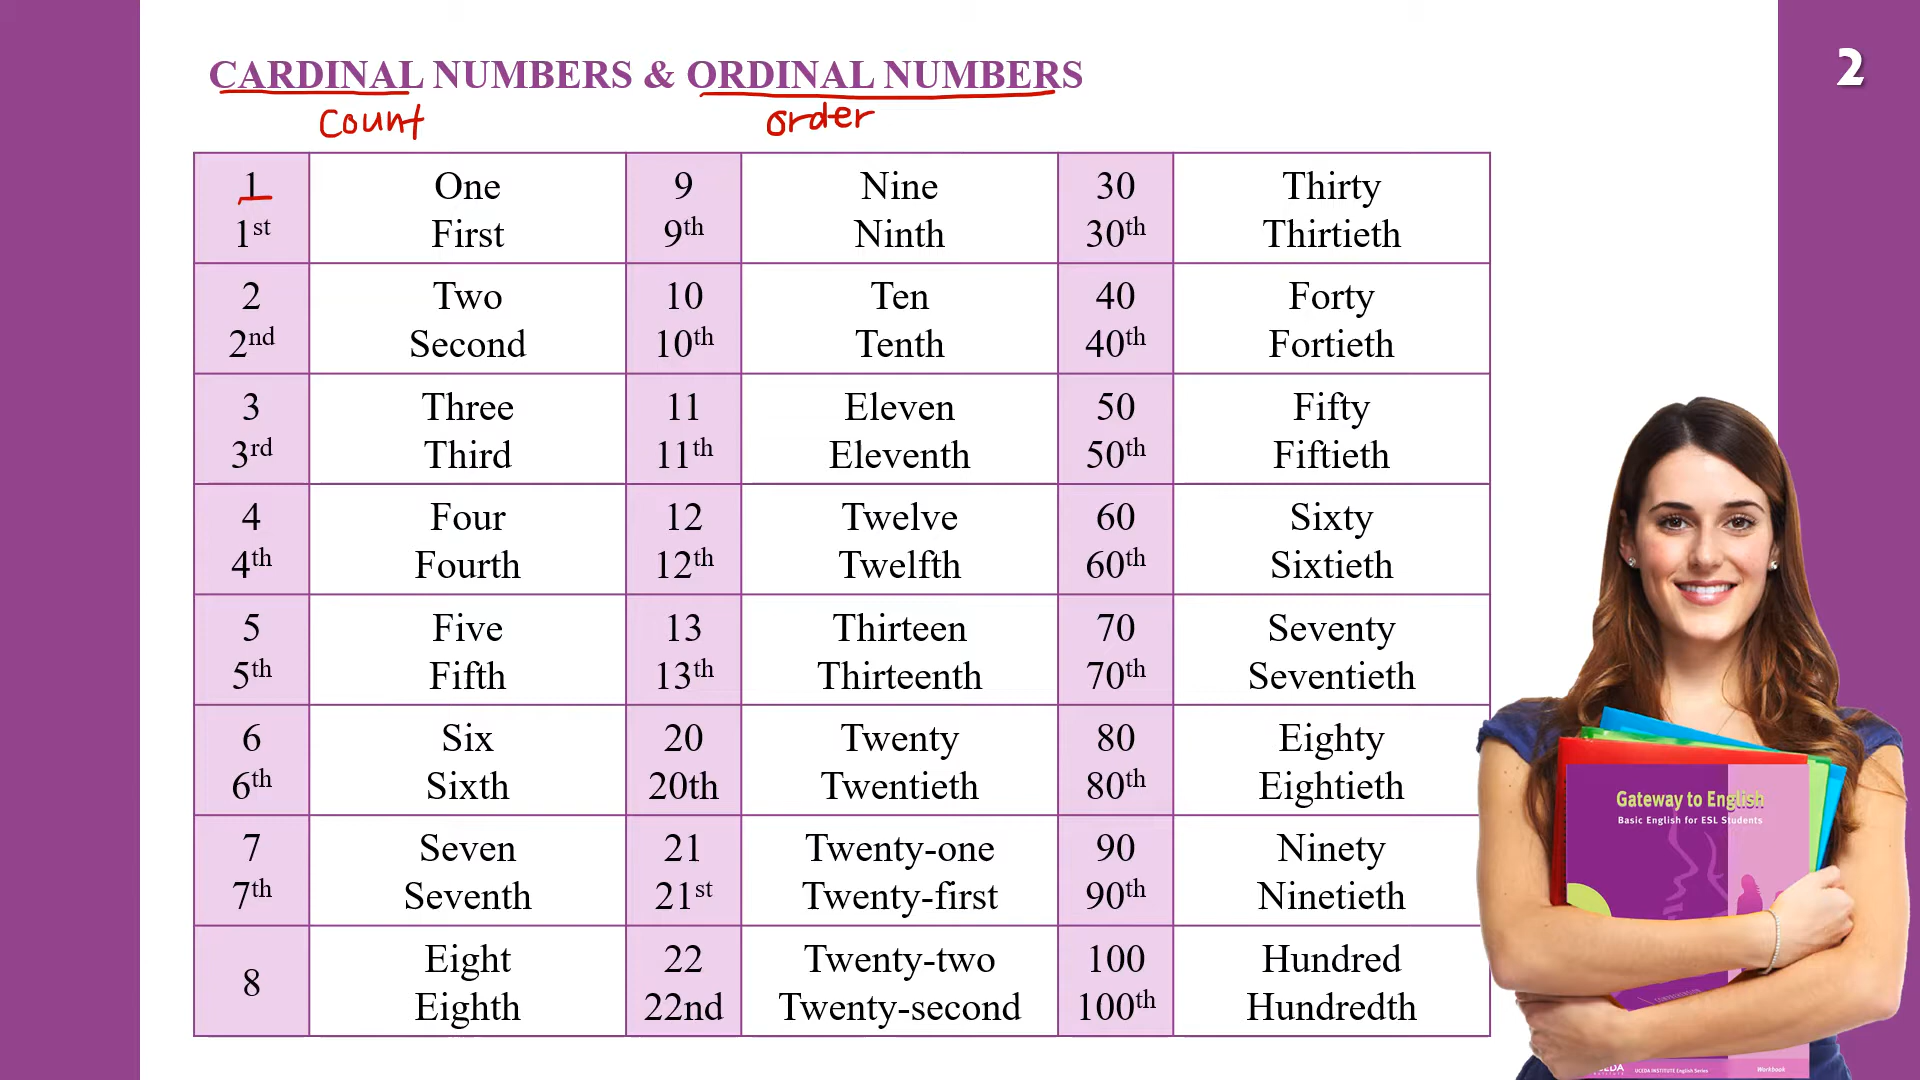 CARDINAL NUMBERS & ORDINAL NUMBERS
2
Count
order
1 One 9 Nine 30 Thirty
1st First 9th Ninth 30th Thirtieth
2 Two 10 Ten 40 Forty
2nd Second 10th Tenth 40th Fortieth
3 Three 11 Eleven 50 Fifty
3rd Third 11th Eleventh 50th Fiftieth
4 Four 12 Twelve 60 Sixty
4th Fourth 12th Twelfth 60th Sixtieth
5 Five 13 Thirteen 70 Seventy
5th Fifth 13th Thirteenth 70th Seventieth
6 Six 20 Twenty 80 Eighty
6th Sixth 20th Twentieth 80th Eightieth
7 Seven 21 Twenty-one 90 Ninety
7th Seventh 21st Twenty-first 90th Ninetieth
8 Eight 22 Twenty-two 100 Hundred
Eighth 22nd Twenty-second 100th Hundredth
Gateway to English
Basic English for ESL Students
UCEDA INSTITUTE English Series
Workbook